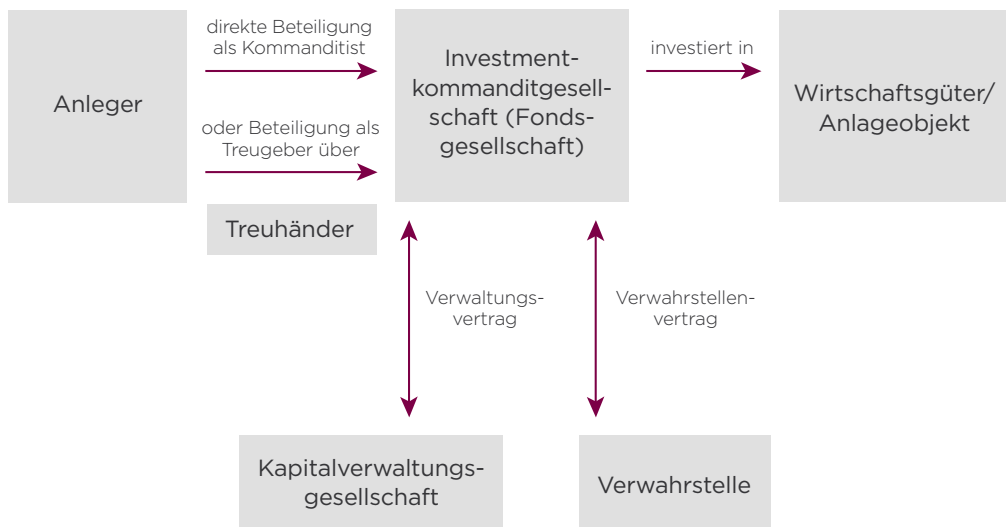 Anleger
direkte Beteiligung
als Kommanditist
oder Beteiligung als
Treugeber über
Treuhänder
Investment-
kommanditgesell-
schaft (Fonds-
gesellschaft)
investiert in
Wirtschaftsgüter/
Anlageobjekt
Verwaltungs-
vertrag
Verwahrstellen-
vertrag
Kapitalverwaltungs-
gesellschaft
Verwahrstelle